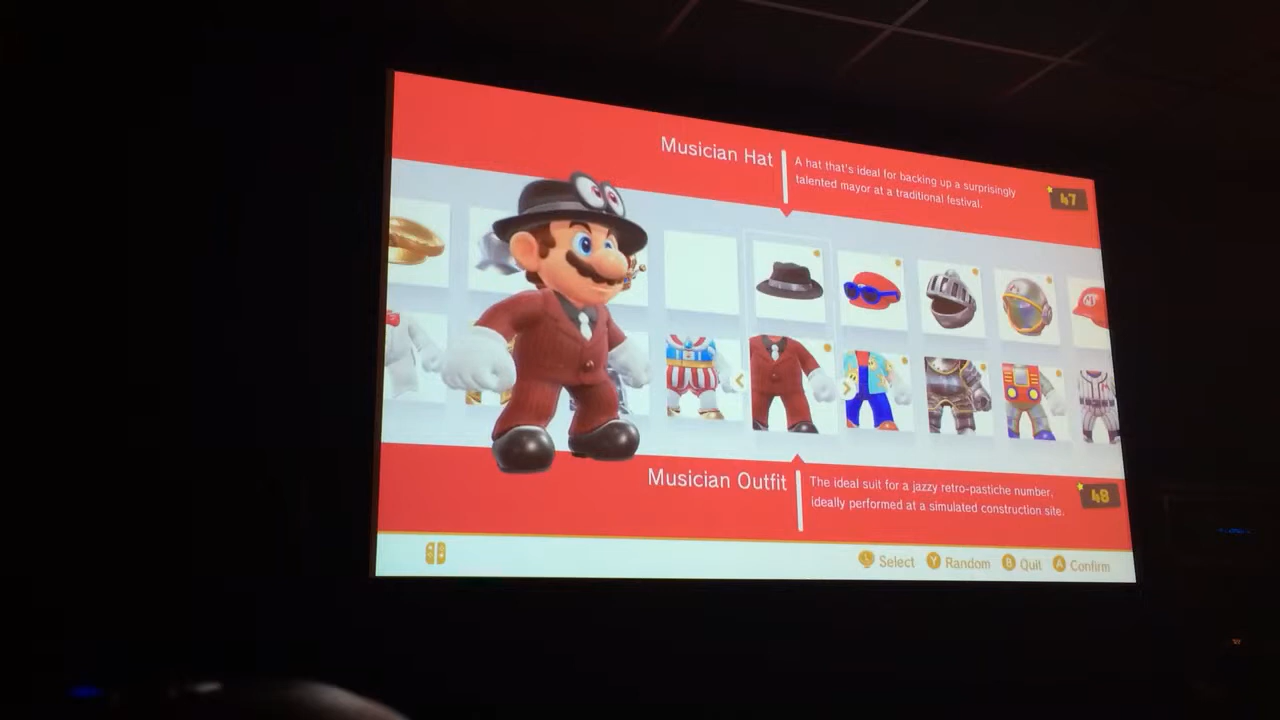 Musician Hat
A hat that's ideal for backing up a surprisingly
talented mayor at a traditional festival.
47
Musician Outfit
The ideal suit for a jazzy retro-pastiche number,
ideally performed at a simulated construction site.
48
L Select Y Random B Quit A Confirm